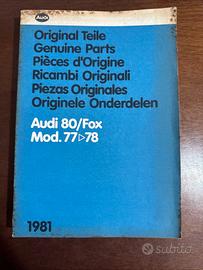 Audi
Original Teile
Genuine Parts
Pièces d'Origine
Ricambi Originali
Piezas Originales
Originele Onderdelen
Audi 80/Fox
Mod. 77▷78
1981
subito